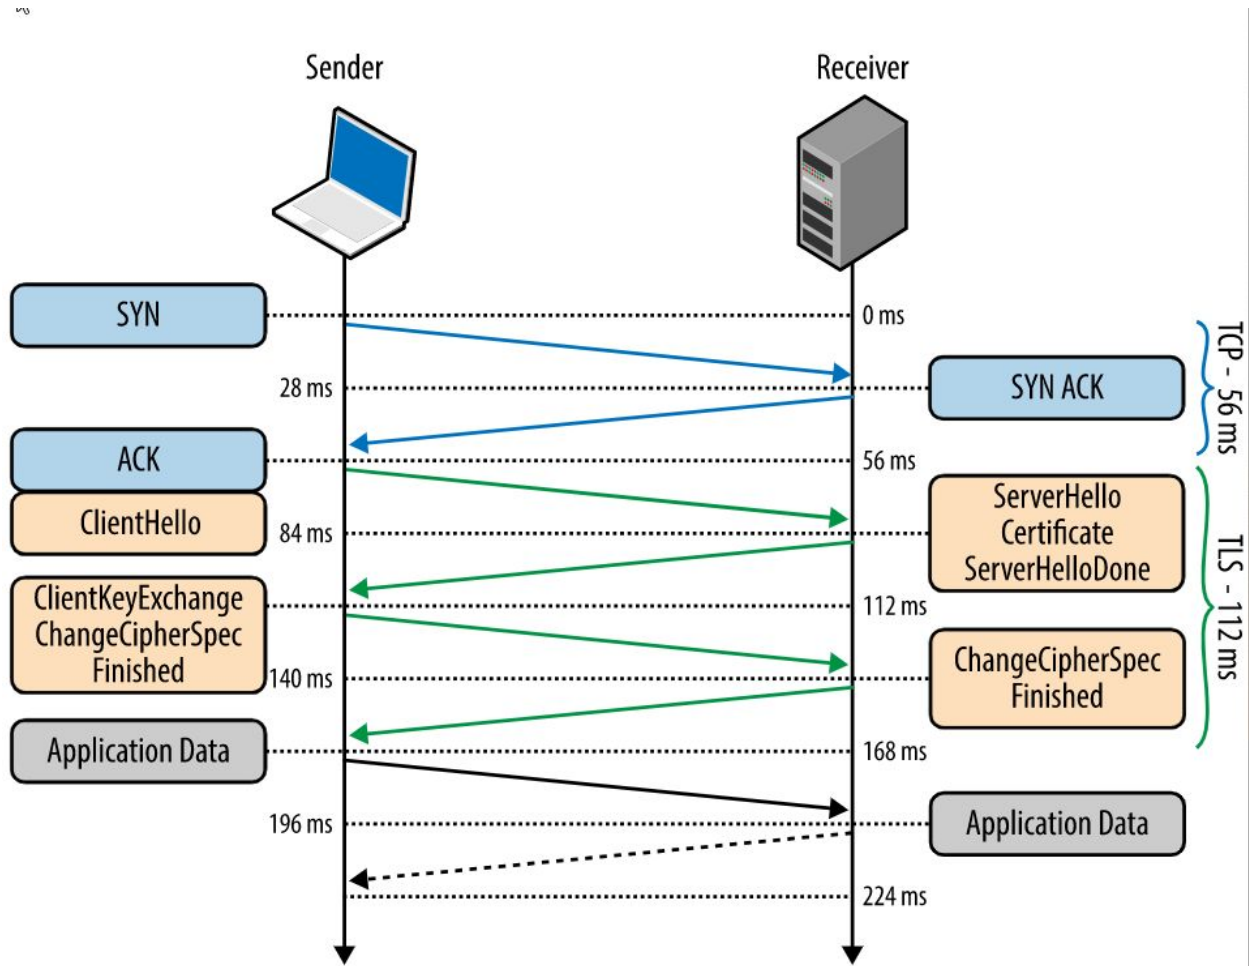 Sender
Receiver
SYN
0 ms
28 ms
SYN ACK
TCP - 56 ms
ACK
56 ms
ClientHello
84 ms
ServerHello
Certificate
ServerHelloDone
TLS - 112 ms
ClientKeyExchange
ChangeCipherSpec
Finished
112 ms
140 ms
ChangeCipherSpec
Finished
Application Data
168 ms
196 ms
Application Data
224 ms